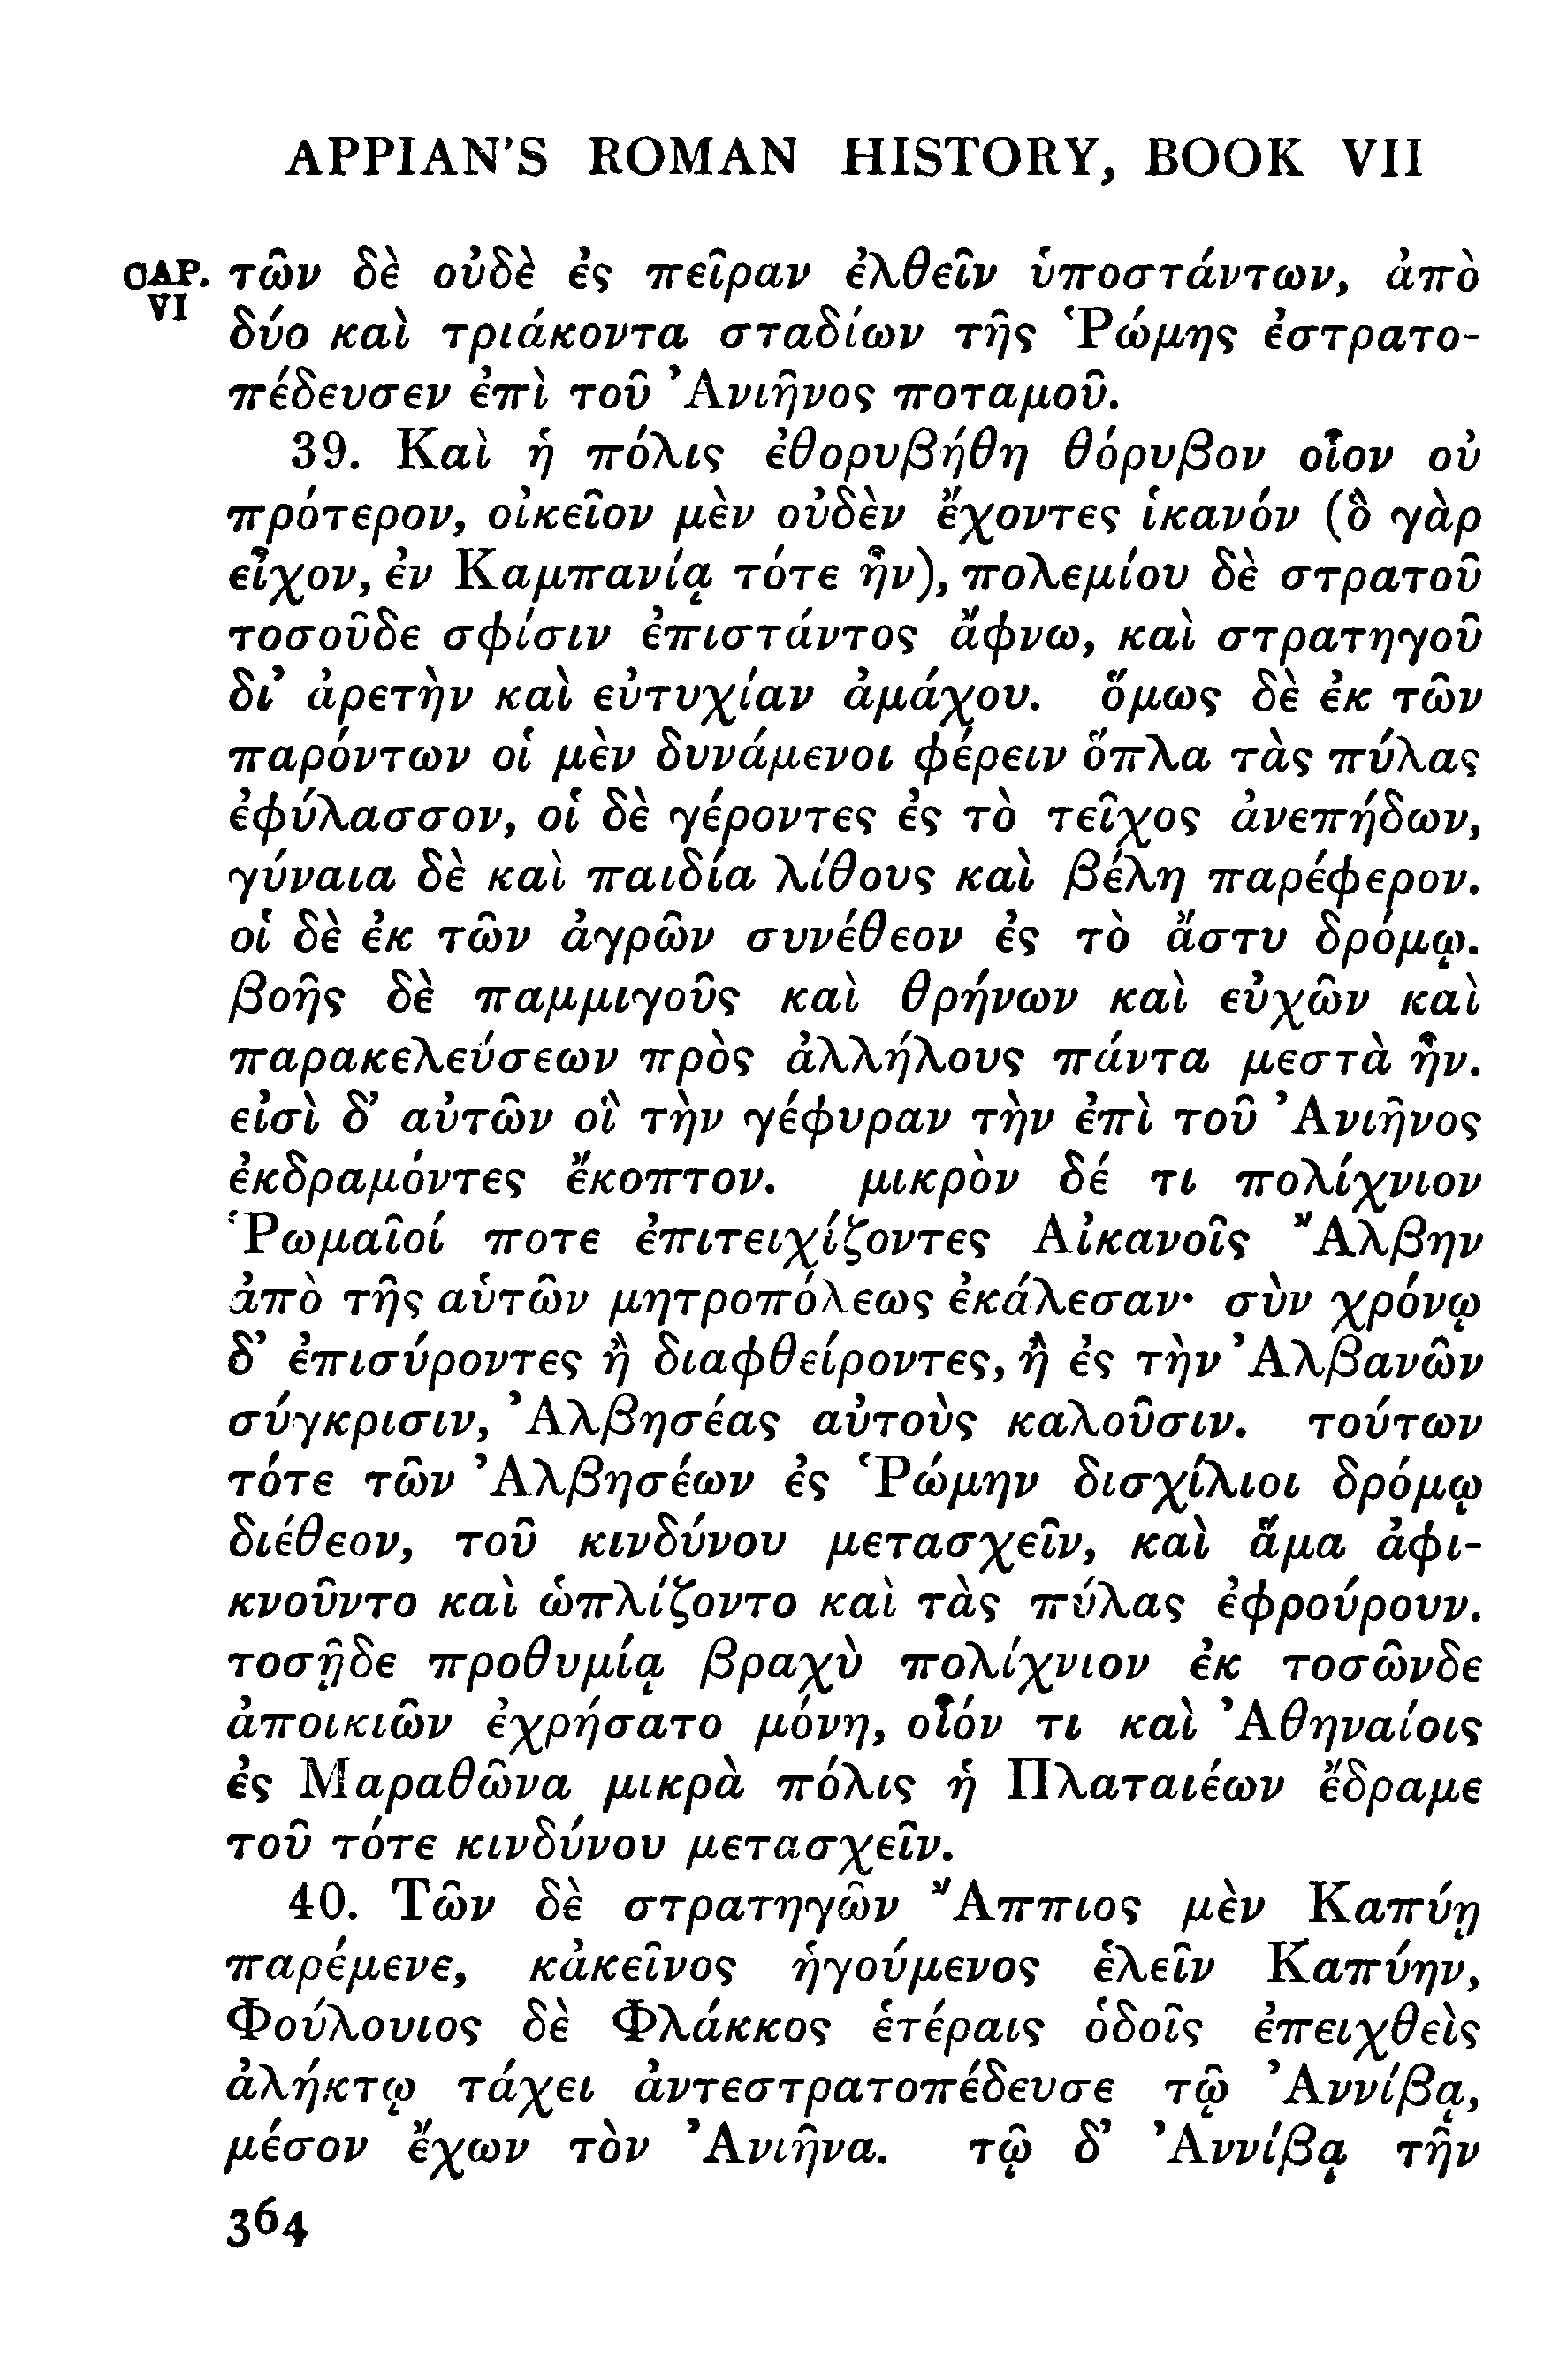 APPIAN'S ROMAN HISTORY, BOOK VII
CAP. τῶν δὲ οὐδὲ ἐς πεῖραν ἐλθεῖν ὑποστάντων, ἀπὸ
VI δύο καὶ τριάκοντα σταδίων τῆς Ῥώμης ἐστρατο-
πέδευσεν ἐπὶ τοῦ Ἀνιῆνος ποταμοῦ.
39. Καὶ ἡ πόλις ἐθορυβήθη θόρυβον οἷον οὐ
πρότερον, οἰκεῖον μὲν οὐδὲν ἔχοντες ἱκανόν (ὃ γὰρ
εἶχον, ἐν Καμπανίᾳ τότε ἦν), πολεμίου δὲ στρατοῦ
τοσοῦδε σφίσιν ἐπιστάντος ἄφνω, καὶ στρατηγοῦ
δι' ἀρετὴν καὶ εὐτυχίαν ἀμάχου. ὅμως δὲ ἐκ τῶν
παρόντων οἱ μὲν δυνάμενοι φέρειν ὅπλα τὰς πύλας
ἐφύλασσον, οἱ δὲ γέροντες ἐς τὸ τεῖχος ἀνεπήδων,
γύναια δὲ καὶ παιδία λίθους καὶ βέλη παρέφερον.
οἱ δὲ ἐκ τῶν ἀγρῶν συνέθεον ἐς τὸ ἄστυ δρόμῳ.
βοῆς δὲ παμμιγοῦς καὶ θρήνων καὶ εὐχῶν καὶ
παρακελεύσεων πρὸς ἀλλήλους πάντα μεστὰ ἦν.
εἰσὶ δ' αὐτῶν οἳ τὴν γέφυραν τὴν ἐπὶ τοῦ Ἀνιῆνος
ἐκδραμόντες ἔκοπτον. μικρὸν δέ τι πολίχνιον
Ῥωμαῖοί ποτε ἐπιτειχίζοντες Αἰκανοῖς Ἄλβην
ἀπὸ τῆς αὑτῶν μητροπόλεως ἐκάλεσαν· σὺν χρόνῳ
δ' ἐπισύροντες ἢ διαφθείροντες, ἢ ἐς τὴν Ἀλβανῶν
σύγκρισιν, Ἀλβησέας αὐτοὺς καλοῦσιν. τούτων
τότε τῶν Ἀλβησέων ἐς Ῥώμην δισχίλιοι δρόμῳ
διέθεον, τοῦ κινδύνου μετασχεῖν, καὶ ἅμα ἀφι-
κνοῦντο καὶ ὡπλίζοντο καὶ τὰς πύλας ἐφρούρουν.
τοσῇδε προθυμίᾳ βραχὺ πολίχνιον ἐκ τοσῶνδε
ἀποικιῶν ἐχρήσατο μόνη, οἷόν τι καὶ Ἀθηναίοις
ἐς Μαραθῶνα μικρὰ πόλις ἡ Πλαταιέων ἔδραμε
τοῦ τότε κινδύνου μετασχεῖν.
40. Τῶν δὲ στρατηγῶν Ἄππιος μὲν Καπύῃ
παρέμενε, κἀκεῖνος ἡγούμενος ἑλεῖν Καπύην,
Φούλουιος δὲ Φλάκκος ἑτέραις ὁδοῖς ἐπειχθεὶς
ἀλήκτῳ τάχει ἀντεστρατοπέδευσε τῷ Ἀννίβᾳ,
μέσον ἔχων τὸν Ἀνιῆνα. τῷ δ' Ἀννίβᾳ τὴν
364